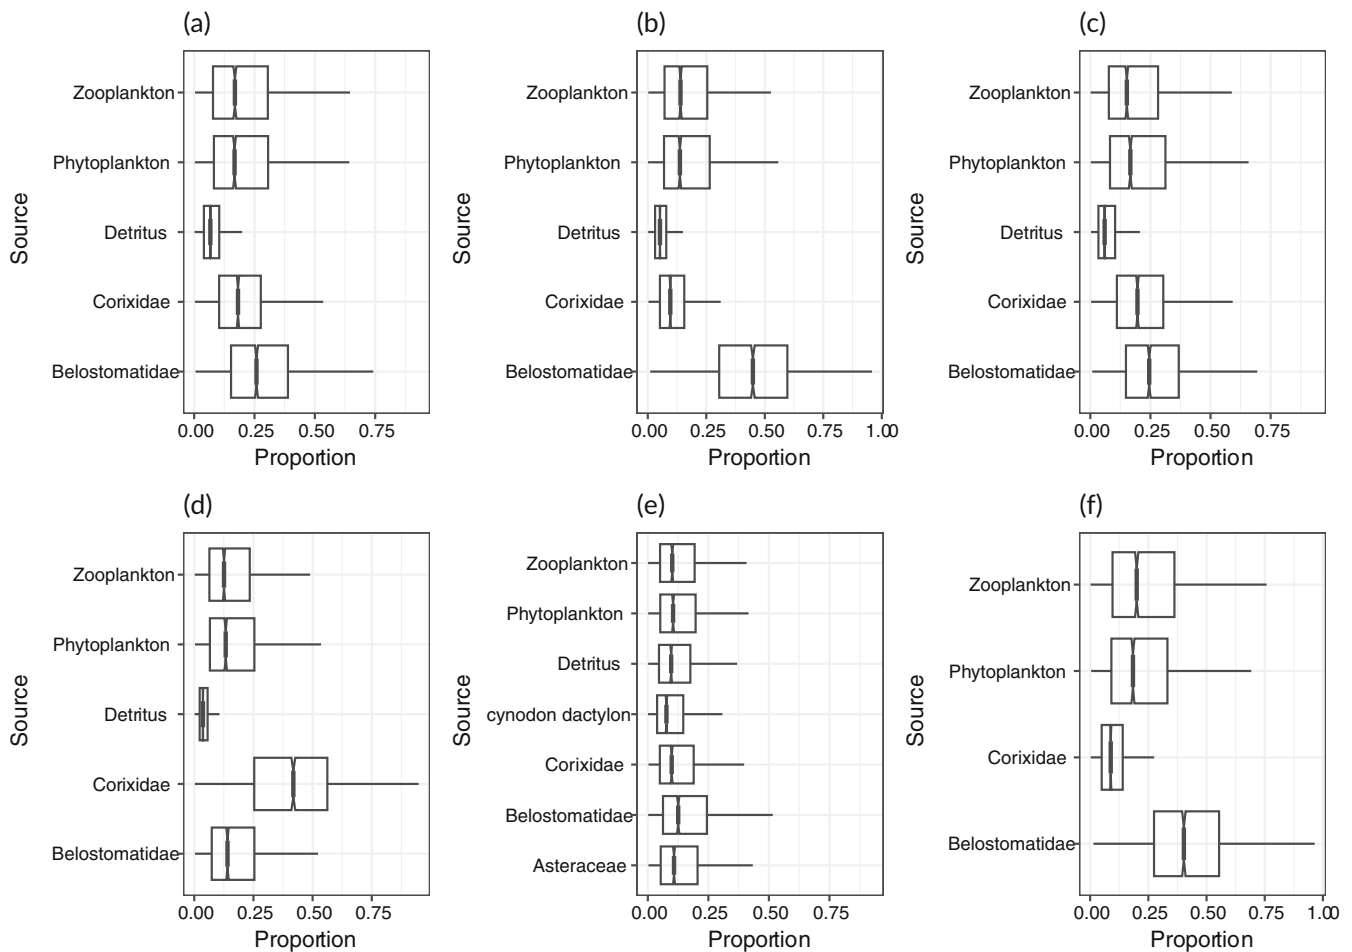 (a)
Source
Zooplankton
Phytoplankton
Detritus
Corixidae
Belostomatidae
0.00 0.25 0.50 0.75
Proportion
(b)
Source
Zooplankton
Phytoplankton
Detritus
Corixidae
Belostomatidae
0.00 0.25 0.50 0.75 1.00
Proportion
(c)
Source
Zooplankton
Phytoplankton
Detritus
Corixidae
Belostomatidae
0.00 0.25 0.50 0.75
Proportion
(d)
Source
Zooplankton
Phytoplankton
Detritus
Corixidae
Belostomatidae
0.00 0.25 0.50 0.75
Proportion
(e)
Source
Zooplankton
Phytoplankton
Detritus
cynodon dactylon
Corixidae
Belostomatidae
Asteraceae
0.00 0.25 0.50 0.75
Proportion
(f)
Source
Zooplankton
Phytoplankton
Corixidae
Belostomatidae
0.00 0.25 0.50 0.75 1.00
Proportion